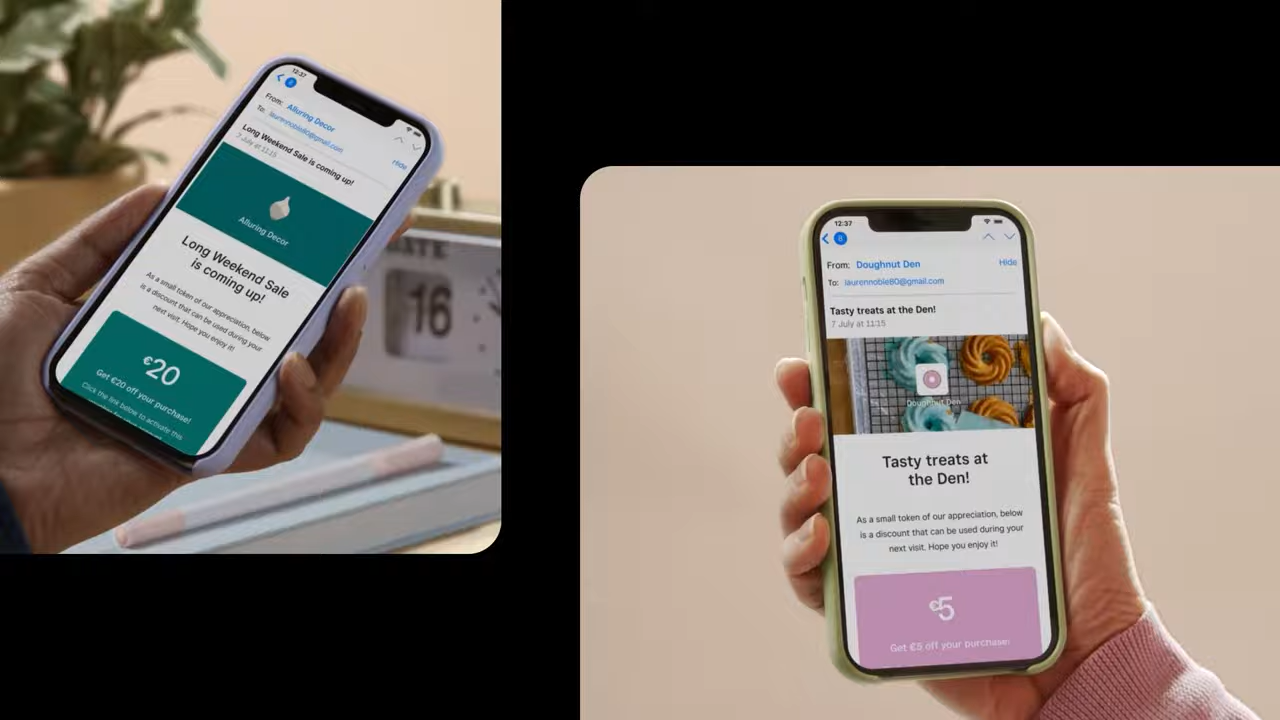 12:37
8
From: Alluring Decor
To: laurennoble80@gmail.com
Hide
Long Weekend Sale is coming up!
7 July at 11:15
Alluring Decor
Long Weekend Sale
is coming up!
As a small token of our appreciation, below
is a discount that can be used during your
next visit. Hope you enjoy it!
€20
Get €20 off your purchase!
Click the link below to activate this
16
12:37
8
From: Doughnut Den
Hide
To: laurennoble80@gmail.com
Tasty treats at the Den!
7 July at 11:15
Doughnut Den
Tasty treats at
the Den!
As a small token of our appreciation, below
is a discount that can be used during your
next visit. Hope you enjoy it!
€5
Get €5 off your purchase!